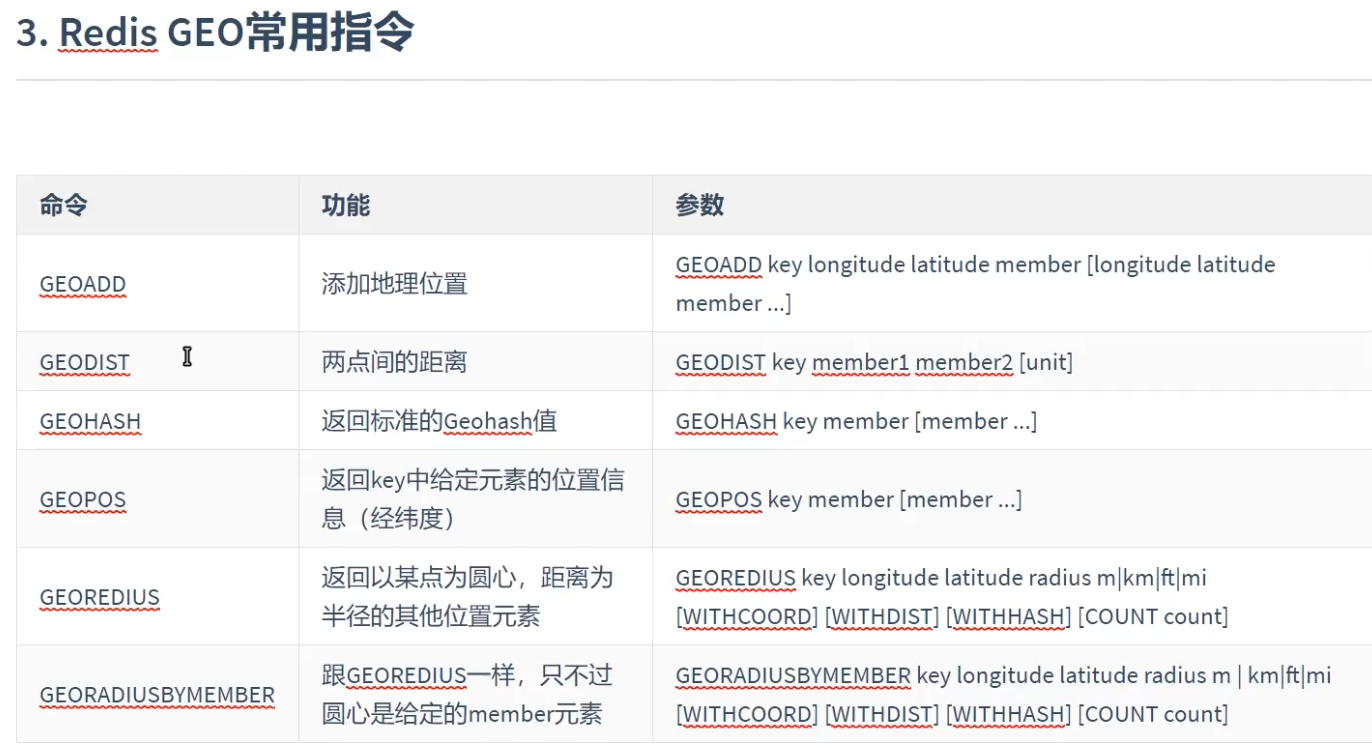 3. Redis GEO常用指令
命令 功能 参数
GEOADD 添加地理位置 GEOADD key longitude latitude member [longitude latitude
member ...]
GEODIST 两点间的距离 GEODIST key member1 member2 [unit]
GEOHASH 返回标准的Geohash值 GEOHASH key member [member ...]
GEOPOS 返回key中给定元素的位置信
息（经纬度） GEOPOS key member [member ...]
GEOREDIUS 返回以某点为圆心，距离为
半径的其他位置元素 GEOREDIUS key longitude latitude radius m|km|ft|mi
[WITHCOORD] [WITHDIST] [WITHHASH] [COUNT count]
GEORADIUSBYMEMBER 跟GEOREDIUS一样，只不过
圆心是给定的member元素 GEORADIUSBYMEMBER key longitude latitude radius m | km|ft|mi
[WITHCOORD] [WITHDIST] [WITHHASH] [COUNT count]